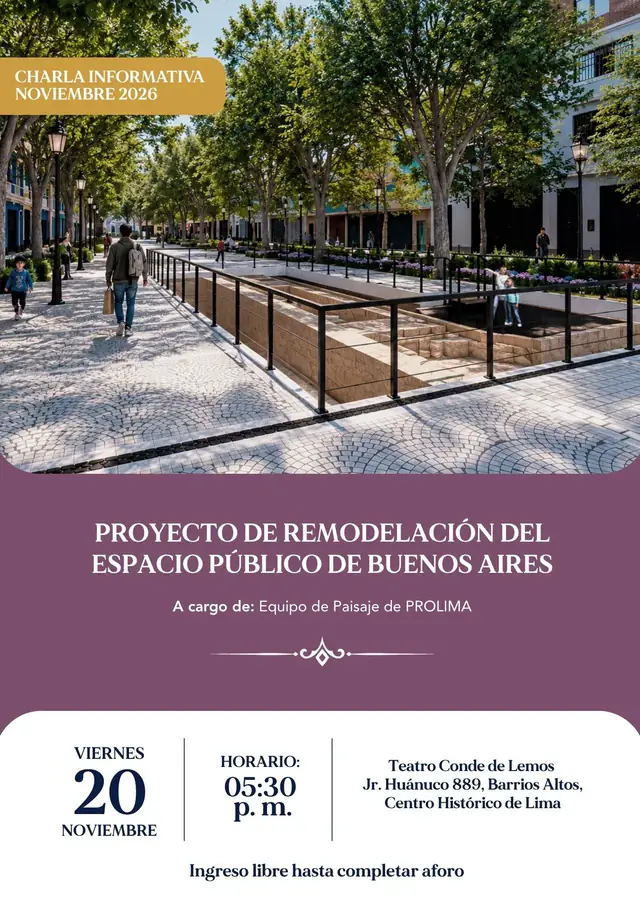 CHARLA INFORMATIVA
NOVIEMBRE 2026
PROYECTO DE REMODELACIÓN DEL
ESPACIO PÚBLICO DE BUENOS AIRES
A cargo de: Equipo de Paisaje de PROLIMA
VIERNES
20
NOVIEMBRE
HORARIO:
05:30
p. m.
Teatro Conde de Lemos
Jr. Huánuco 889, Barrios Altos,
Centro Histórico de Lima
Ingreso libre hasta completar aforo